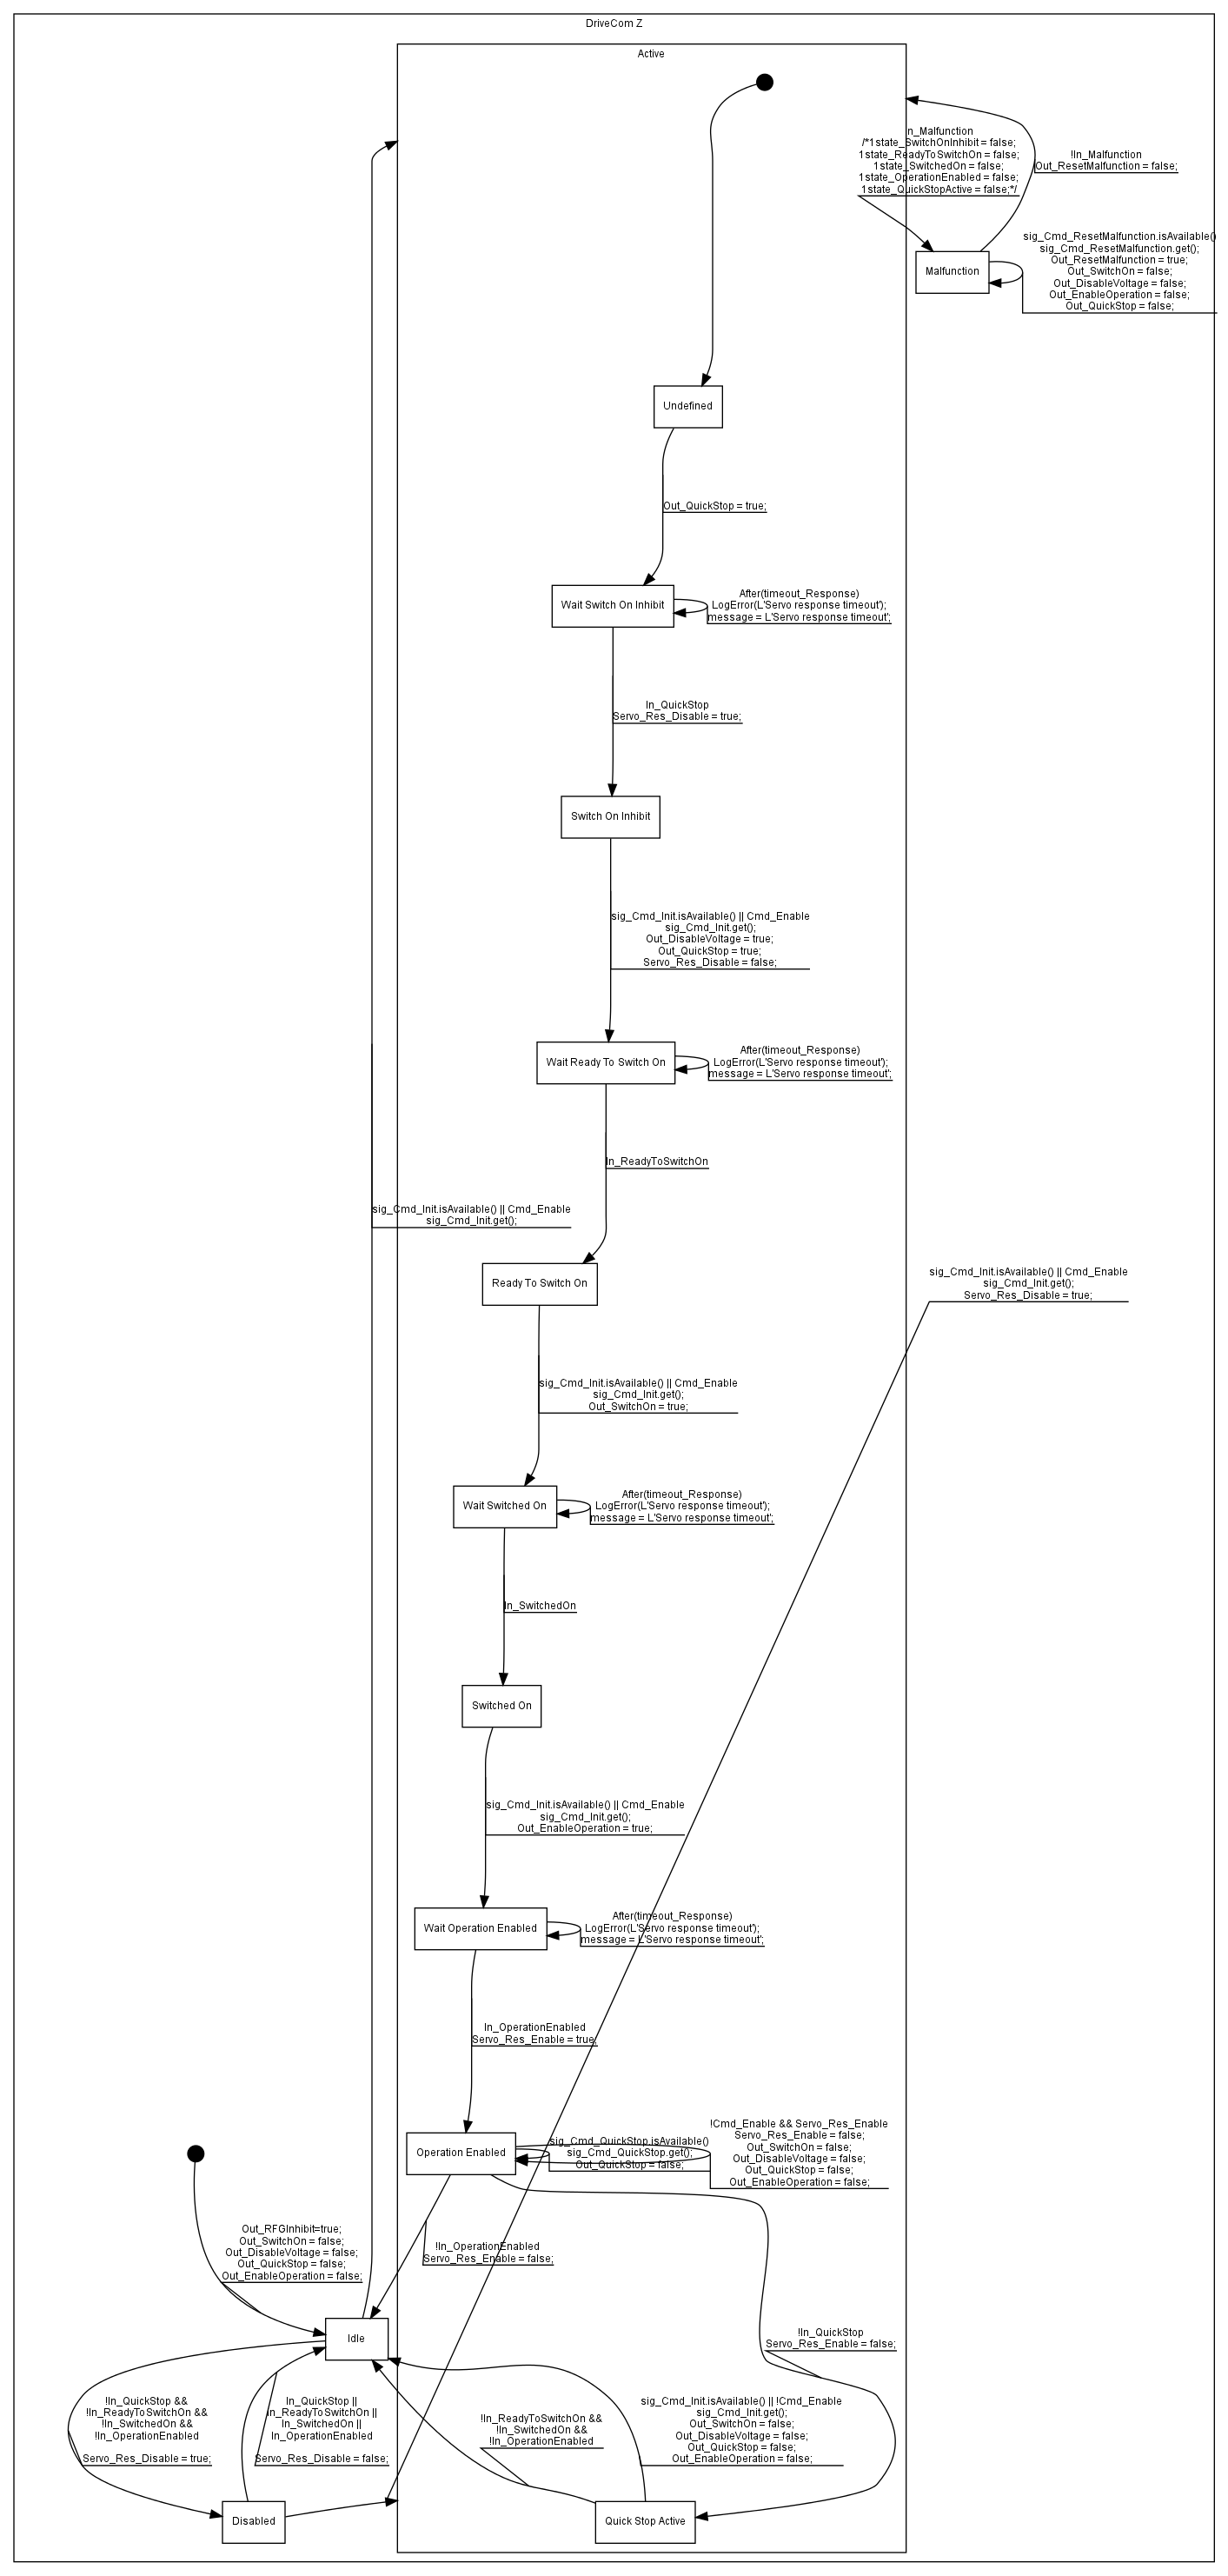 DriveCom Z
Active
In_Malfunction
/*1state_SwitchOnInhibit = false;
1state_ReadyToSwitchOn = false;
1state_SwitchedOn = false;
1state_OperationEnabled = false;
1state_QuickStopActive = false;*/
!In_Malfunction
Out_ResetMalfunction = false;
Malfunction
sig_Cmd_ResetMalfunction.isAvailable()
sig_Cmd_ResetMalfunction.get();
Out_ResetMalfunction = true;
Out_SwitchOn = false;
Out_DisableVoltage = false;
Out_EnableOperation = false;
Out_QuickStop = false;
Undefined
Out_QuickStop = true;
Wait Switch On Inhibit
After(timeout_Response)
LogError(L'Servo response timeout');
message = L'Servo response timeout';
In_QuickStop
Servo_Res_Disable = true;
Switch On Inhibit
sig_Cmd_Init.isAvailable() || Cmd_Enable
sig_Cmd_Init.get();
Out_DisableVoltage = true;
Out_QuickStop = true;
Servo_Res_Disable = false;
Wait Ready To Switch On
After(timeout_Response)
LogError(L'Servo response timeout');
message = L'Servo response timeout';
In_ReadyToSwitchOn
sig_Cmd_Init.isAvailable() || Cmd_Enable
sig_Cmd_Init.get();
Ready To Switch On
sig_Cmd_Init.isAvailable() || Cmd_Enable
sig_Cmd_Init.get();
Servo_Res_Disable = true;
sig_Cmd_Init.isAvailable() || Cmd_Enable
sig_Cmd_Init.get();
Out_SwitchOn = true;
Wait Switched On
After(timeout_Response)
LogError(L'Servo response timeout');
message = L'Servo response timeout';
In_SwitchedOn
Switched On
sig_Cmd_Init.isAvailable() || Cmd_Enable
sig_Cmd_Init.get();
Out_EnableOperation = true;
Wait Operation Enabled
After(timeout_Response)
LogError(L'Servo response timeout');
message = L'Servo response timeout';
In_OperationEnabled
Servo_Res_Enable = true;
Operation Enabled
sig_Cmd_QuickStop.isAvailable()
sig_Cmd_QuickStop.get();
Out_QuickStop = false;
!Cmd_Enable && Servo_Res_Enable
Servo_Res_Enable = false;
Out_SwitchOn = false;
Out_DisableVoltage = false;
Out_QuickStop = false;
Out_EnableOperation = false;
Out_RFGInhibit=true;
Out_SwitchOn = false;
Out_DisableVoltage = false;
Out_QuickStop = false;
Out_EnableOperation = false;
!In_OperationEnabled
Servo_Res_Enable = false;
Idle
!In_QuickStop
Servo_Res_Enable = false;
!In_QuickStop &&
!In_ReadyToSwitchOn &&
!In_SwitchedOn &&
!In_OperationEnabled
Servo_Res_Disable = true;
In_QuickStop ||
In_ReadyToSwitchOn ||
In_SwitchedOn ||
In_OperationEnabled
Servo_Res_Disable = false;
!In_ReadyToSwitchOn &&
!In_SwitchedOn &&
!In_OperationEnabled
sig_Cmd_Init.isAvailable() || !Cmd_Enable
sig_Cmd_Init.get();
Out_SwitchOn = false;
Out_DisableVoltage = false;
Out_QuickStop = false;
Out_EnableOperation = false;
Disabled
Quick Stop Active